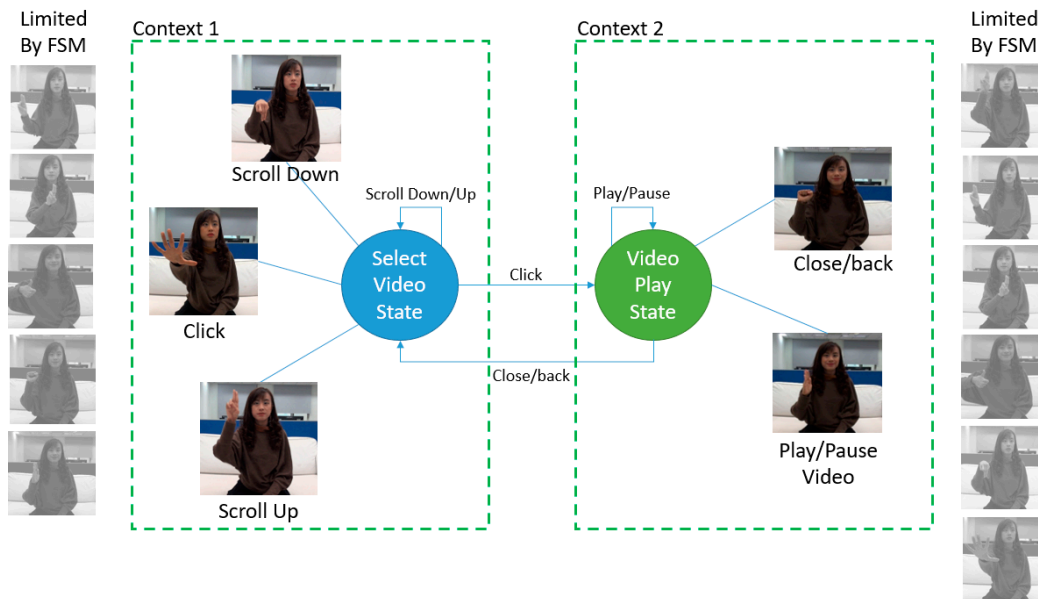 Limited
By FSM
Context 1
Scroll Down
Click
Scroll Up
Scroll Down/Up
Select
Video
State
Click
Close/back
Context 2
Play/Pause
Video
Play
State
Close/back
Play/Pause
Video
Limited
By FSM